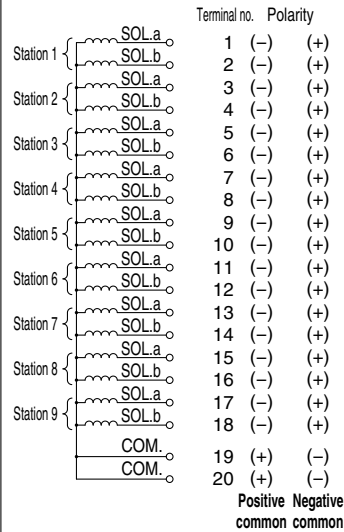 Terminal no. Polarity
Station 1 SOL.a 1 (–) (+)
SOL.b 2 (–) (+)
Station 2 SOL.a 3 (–) (+)
SOL.b 4 (–) (+)
Station 3 SOL.a 5 (–) (+)
SOL.b 6 (–) (+)
Station 4 SOL.a 7 (–) (+)
SOL.b 8 (–) (+)
Station 5 SOL.a 9 (–) (+)
SOL.b 10 (–) (+)
Station 6 SOL.a 11 (–) (+)
SOL.b 12 (–) (+)
Station 7 SOL.a 13 (–) (+)
SOL.b 14 (–) (+)
Station 8 SOL.a 15 (–) (+)
SOL.b 16 (–) (+)
Station 9 SOL.a 17 (–) (+)
SOL.b 18 (–) (+)
COM. 19 (+) (–)
COM. 20 (+) (–)
Positive Negative
common common